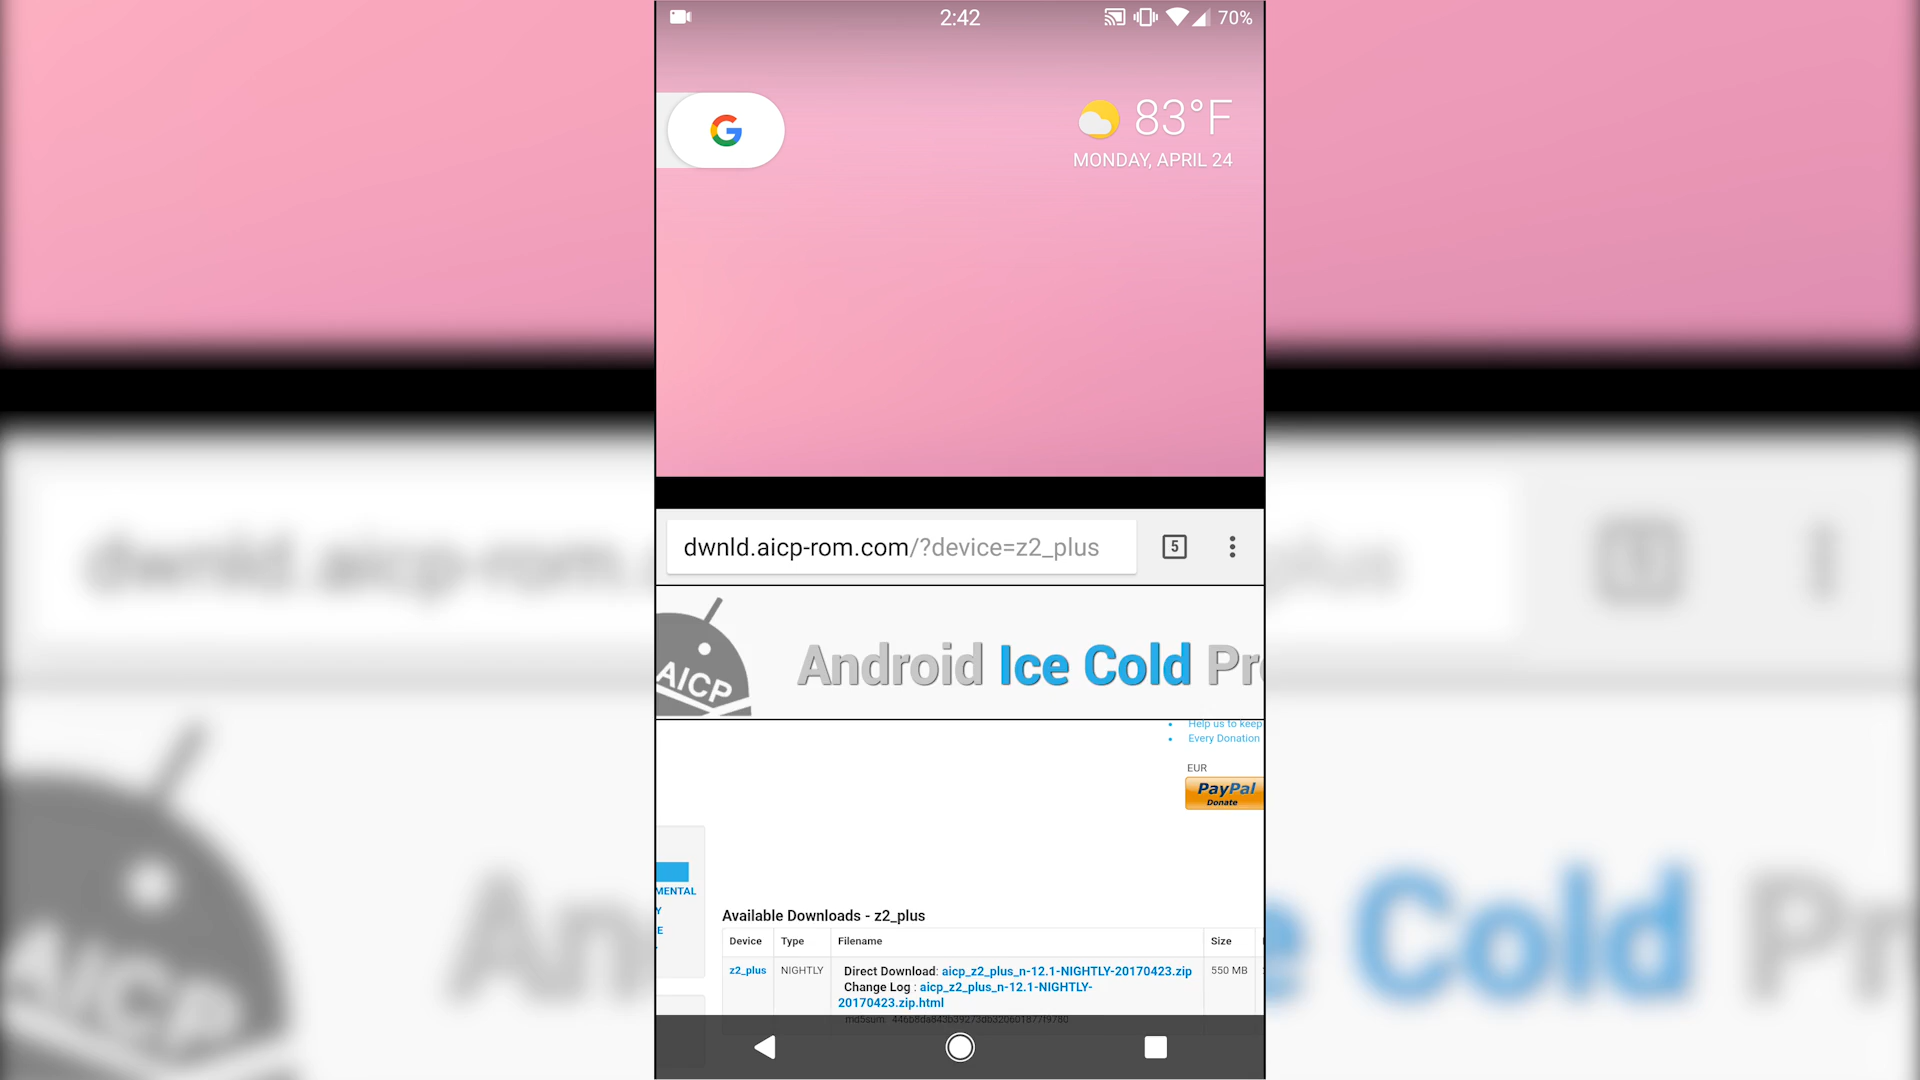 2:42
70%
83°F
MONDAY, APRIL 24
dwnld.aicp-rom.com/?device=z2_plus
5
AICP
Android Ice Cold Pr
Help us to keep
Every Donation
EUR
PayPal
Donate
MENTAL
Y
E
Available Downloads - z2_plus
Device Type Filename Size
z2_plus NIGHTLY Direct Download: aicp_z2_plus_n-12.1-NIGHTLY-20170423.zip 550 MB
Change Log : aicp_z2_plus_n-12.1-NIGHTLY-
20170423.zip.html
md5sum: